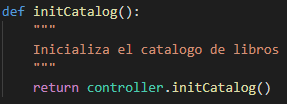 def initCatalog():
    """
    Inicializa el catalogo de libros
    """
    return controller.initCatalog()